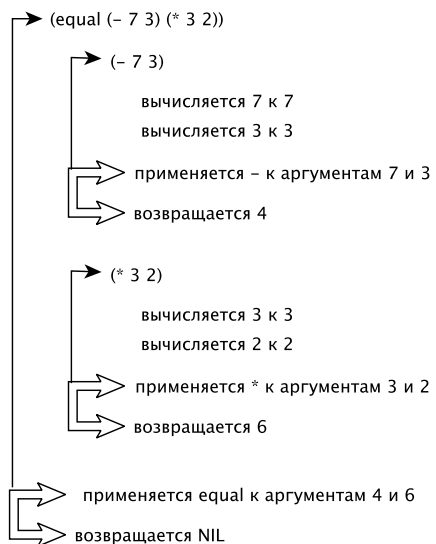 (equal (- 7 3) (* 3 2))
(- 7 3)
вычисляется 7 к 7
вычисляется 3 к 3
применяется – к аргументам 7 и 3
возвращается 4
(* 3 2)
вычисляется 3 к 3
вычисляется 2 к 2
применяется * к аргументам 3 и 2
возвращается 6
применяется equal к аргументам 4 и 6
возвращается NIL